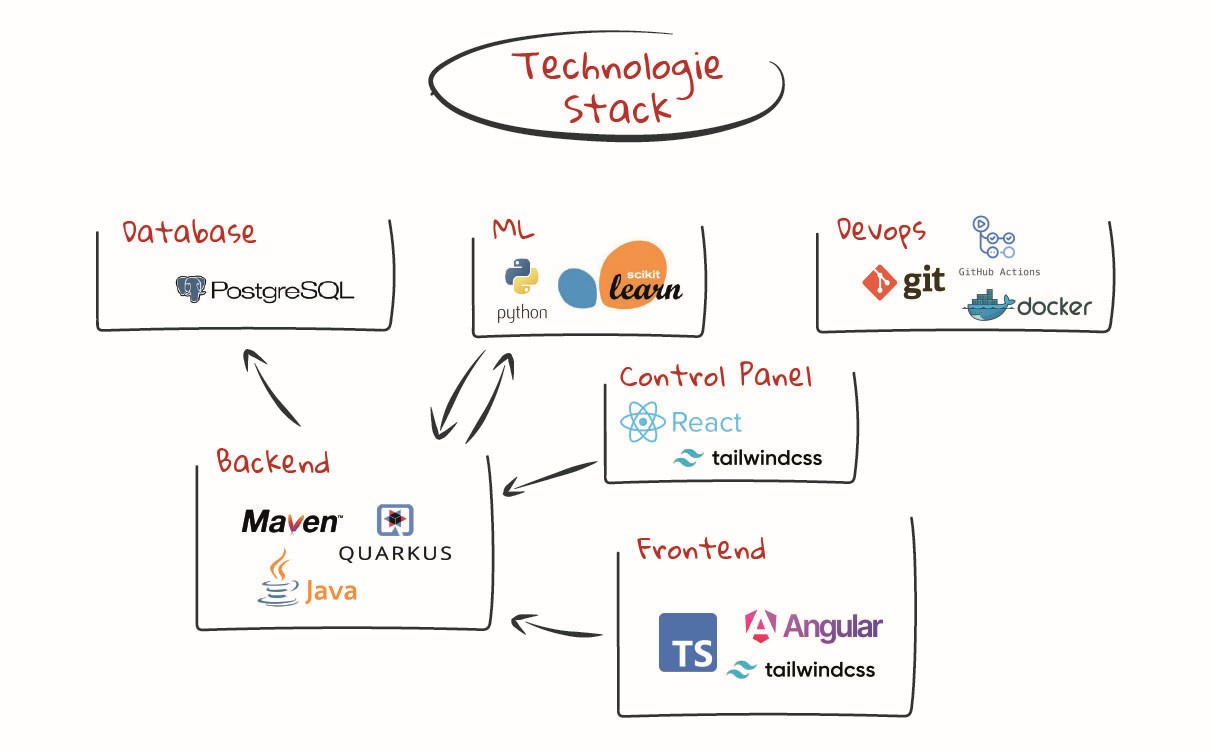 Technologie
Stack
Database
PostgreSQL
ML
python
scikit
learn
Devops
git
GitHub Actions
docker
Control Panel
React
tailwindcss
Backend
Maven™
QUARKUS
Java
Frontend
TS
Angular
tailwindcss